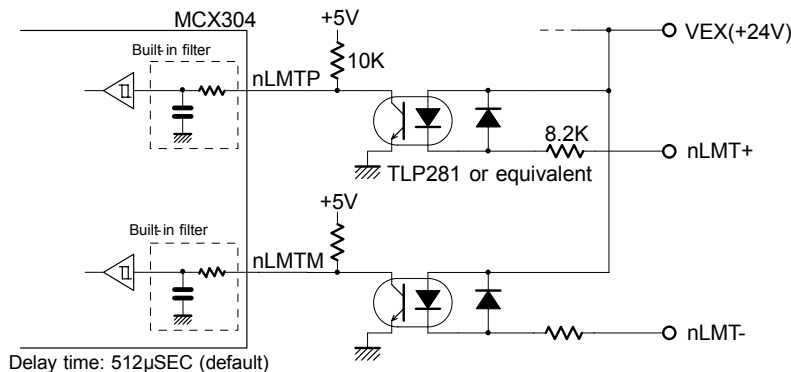 MCX304
+5V
VEX(+24V)
Built-in filter
10K
nLMTP
8.2K
nLMT+
TLP281 or equivalent
+5V
Built-in filter
nLMTM
nLMT-
Delay time: 512µSEC (default)